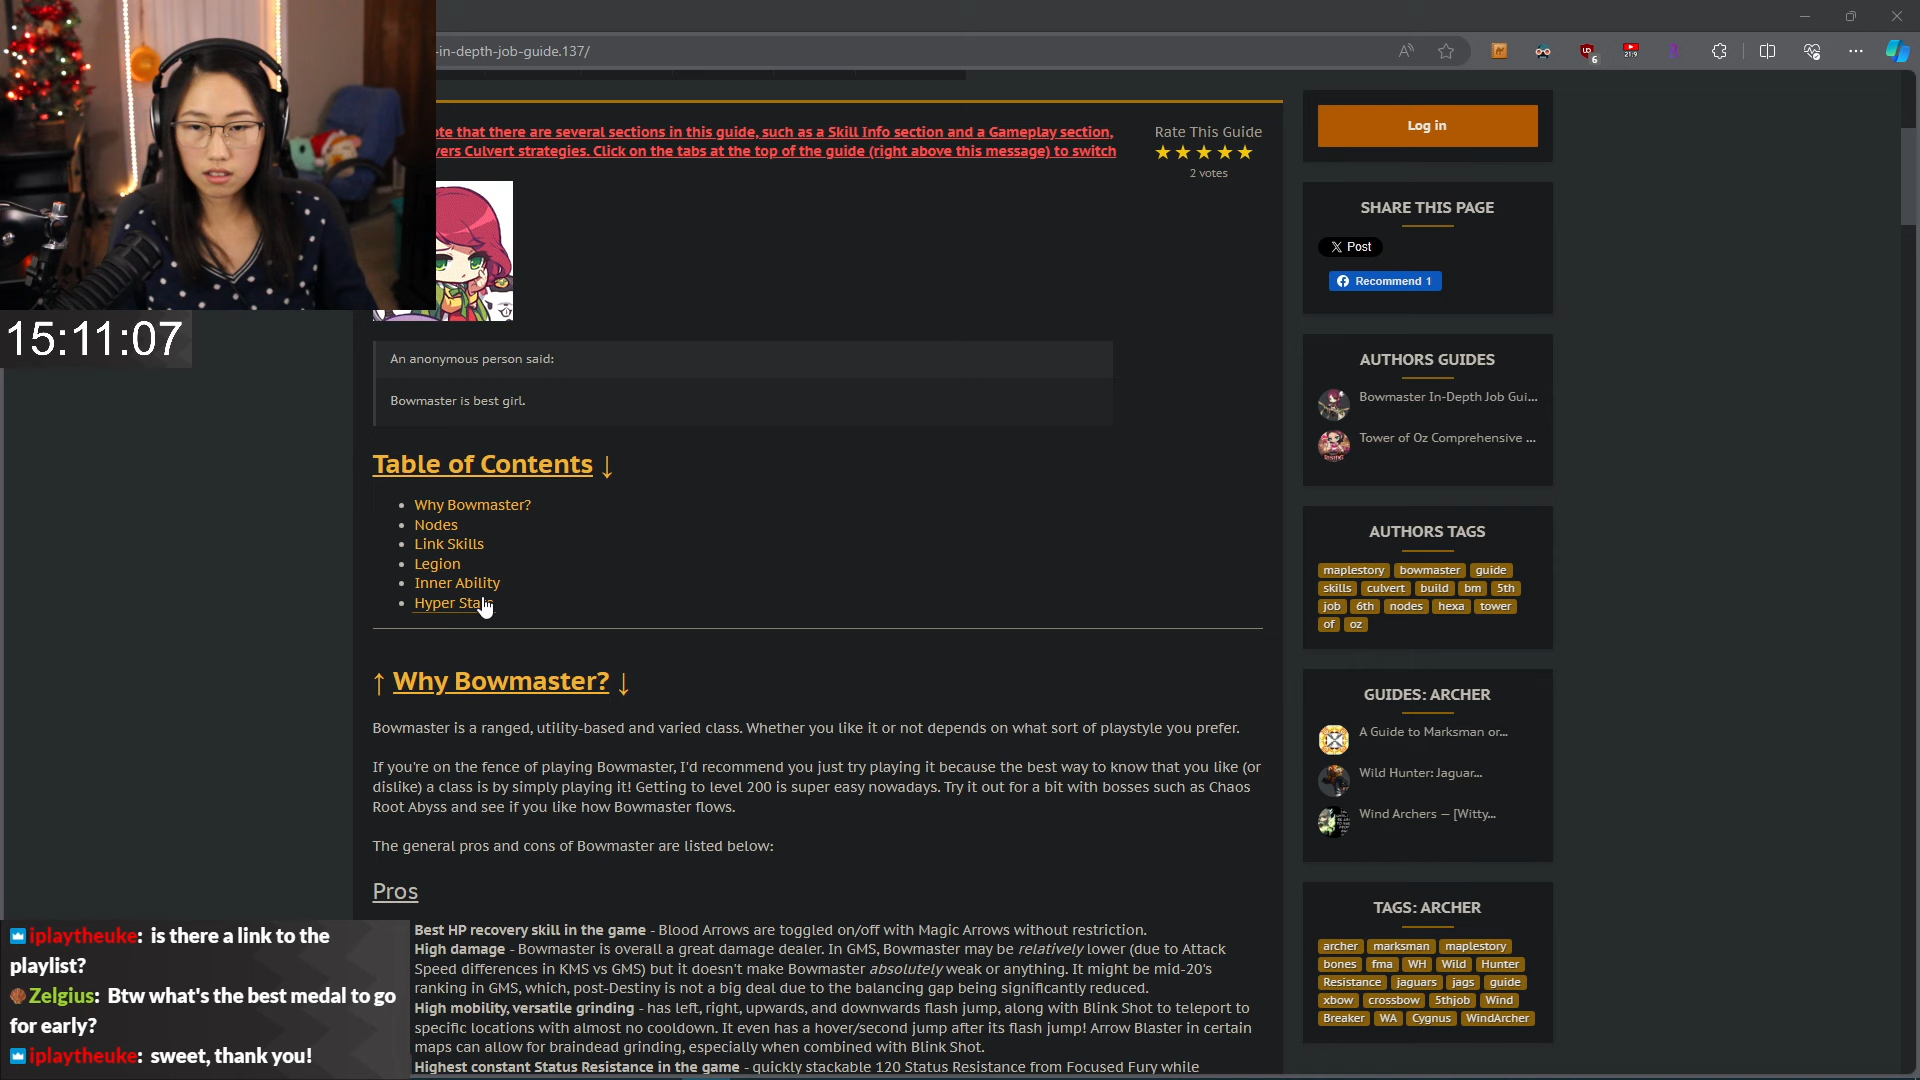 -in-depth-job-guide.137/
ote that there are several sections in this guide, such as a Skill Info section and a Gameplay section,
vers Culvert strategies. Click on the tabs at the top of the guide (right above this message) to switch
Rate This Guide
2 votes
15:11:07
An anonymous person said:
Bowmaster is best girl.
Table of Contents ↓
• Why Bowmaster?
• Nodes
• Link Skills
• Legion
• Inner Ability
• Hyper Stats
↑ Why Bowmaster? ↓
Bowmaster is a ranged, utility-based and varied class. Whether you like it or not depends on what sort of playstyle you prefer.
If you're on the fence of playing Bowmaster, I'd recommend you just try playing it because the best way to know that you like (or
dislike) a class is by simply playing it! Getting to level 200 is super easy nowadays. Try it out for a bit with bosses such as Chaos
Root Abyss and see if you like how Bowmaster flows.
The general pros and cons of Bowmaster are listed below:
Pros
Best HP recovery skill in the game - Blood Arrows are toggled on/off with Magic Arrows without restriction.
High damage - Bowmaster is overall a great damage dealer. In GMS, Bowmaster may be relatively lower (due to Attack
Speed differences in KMS vs GMS) but it doesn't make Bowmaster absolutely weak or anything. It might be mid-20's
ranking in GMS, which, post-Destiny is not a big deal due to the balancing gap being significantly reduced.
High mobility, versatile grinding - has left, right, upwards, and downwards flash jump, along with Blink Shot to teleport to
specific locations with almost no cooldown. It even has a hover/second jump after its flash jump! Arrow Blaster in certain
maps can allow for braindead grinding, especially when combined with Blink Shot.
Highest constant Status Resistance in the game - quickly stackable 120 Status Resistance from Focused Fury while
iplaytheuke: is there a link to the
playlist?
Zelgius: Btw what's the best medal to go
for early?
iplaytheuke: sweet, thank you!
6
21:9
Log in
SHARE THIS PAGE
Post
Recommend 1
AUTHORS GUIDES
Bowmaster In-Depth Job Gui...
Tower of Oz Comprehensive ...
AUTHORS TAGS
maplestory bowmaster guide
skills culvert build bm 5th
job 6th nodes hexa tower
of oz
GUIDES: ARCHER
A Guide to Marksman or...
Wild Hunter: Jaguar...
Wind Archers — [Witty...
TAGS: ARCHER
archer marksman maplestory
bones fma WH Wild Hunter
Resistance jaguars jags guide
xbow crossbow 5thjob Wind
Breaker WA Cygnus WindArcher